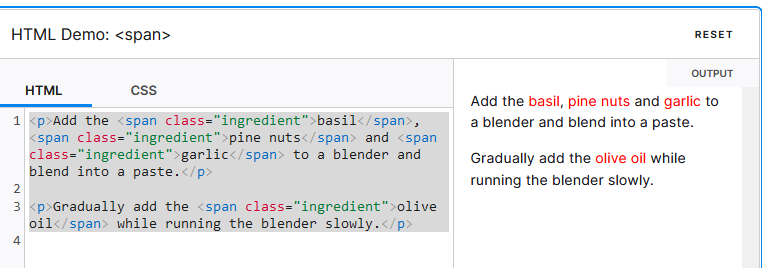 HTML Demo: <span>
RESET
HTML
CSS
1
<p>Add the <span class="ingredient">basil</span>,
<span class="ingredient">pine nuts</span> and <span
class="ingredient">garlic</span> to a blender and
blend into a paste.</p>
2
3
<p>Gradually add the <span class="ingredient">olive
oil</span> while running the blender slowly.</p>
4
OUTPUT
Add the basil, pine nuts and garlic to
a blender and blend into a paste.
Gradually add the olive oil while
running the blender slowly.